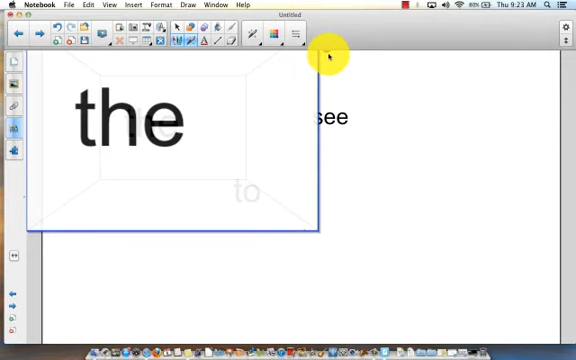 Notebook File Edit View Insert Format Draw Window Help
Thu 9:23 AM
Untitled
the
see
to